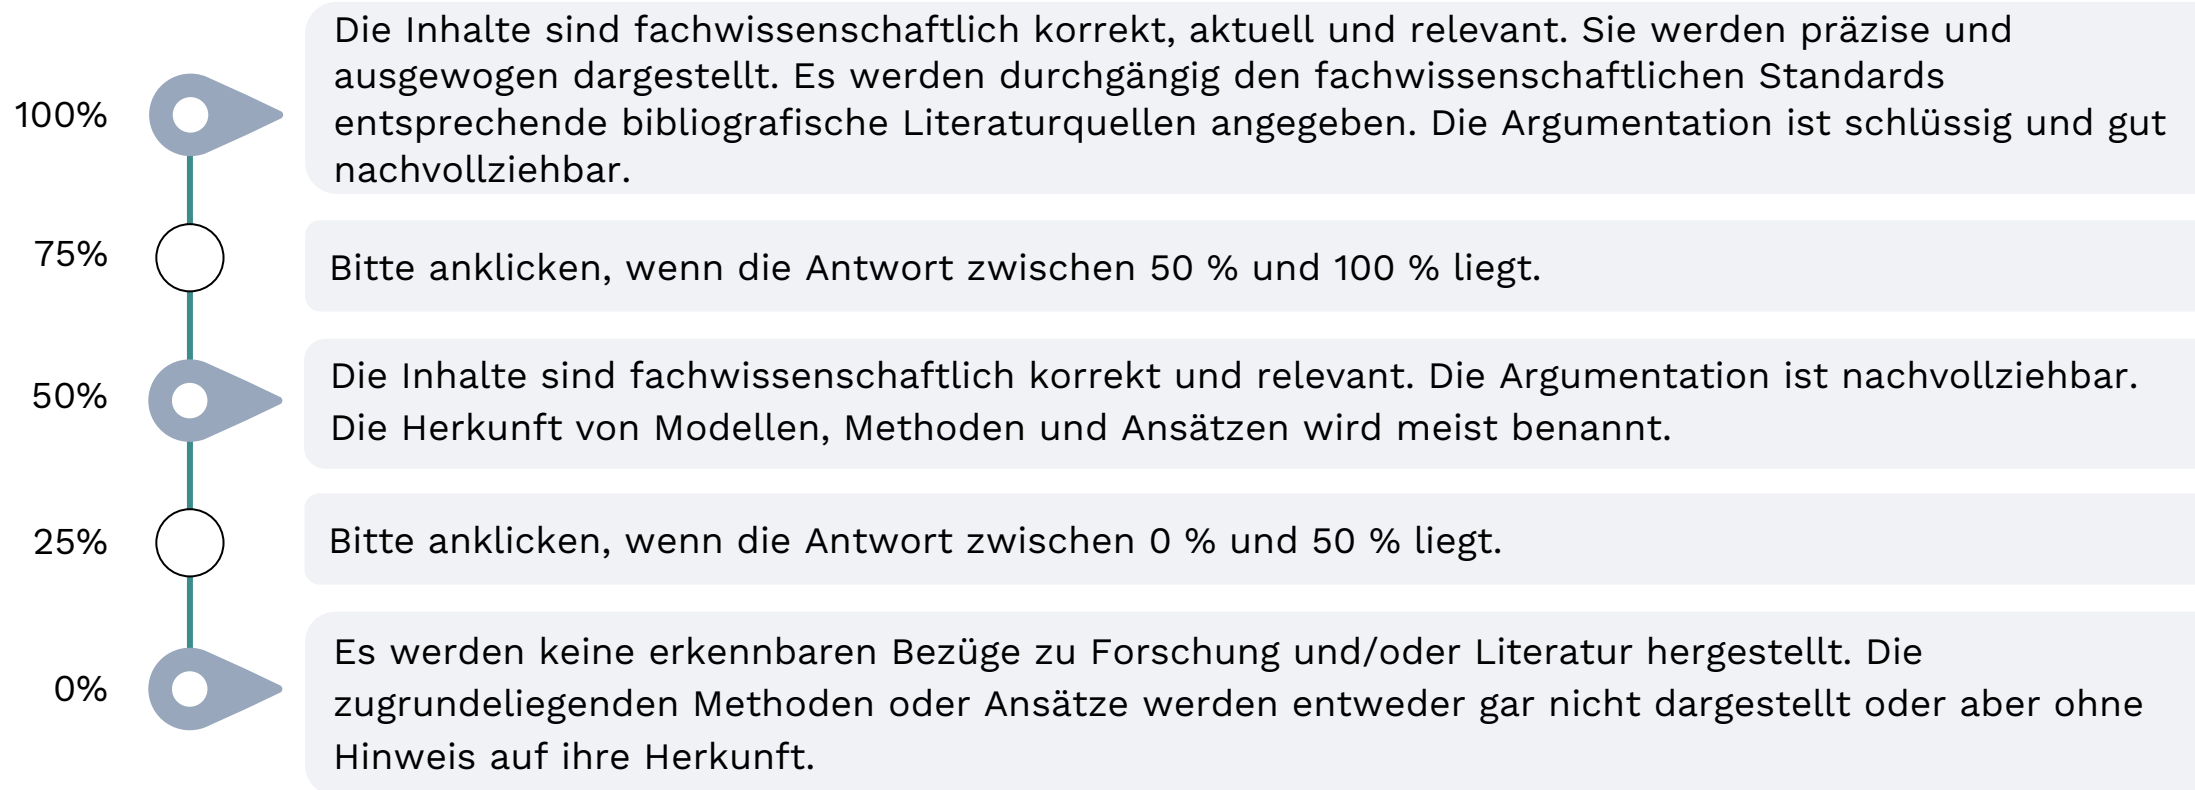 Die Inhalte sind fachwissenschaftlich korrekt, aktuell und relevant. Sie werden präzise und
ausgewogen dargestellt. Es werden durchgängig den fachwissenschaftlichen Standards
100%
entsprechende bibliografische Literaturquellen angegeben. Die Argumentation ist schlüssig und gut
nachvollziehbar.
75%
Bitte anklicken, wenn die Antwort zwischen 50 % und 100 % liegt.
50%
Die Inhalte sind fachwissenschaftlich korrekt und relevant. Die Argumentation ist nachvollziehbar.
Die Herkunft von Modellen, Methoden und Ansätzen wird meist benannt.
25%
Bitte anklicken, wenn die Antwort zwischen 0 % und 50 % liegt.
0%
Es werden keine erkennbaren Bezüge zu Forschung und/oder Literatur hergestellt. Die
zugrundeliegenden Methoden oder Ansätze werden entweder gar nicht dargestellt oder aber ohne
Hinweis auf ihre Herkunft.